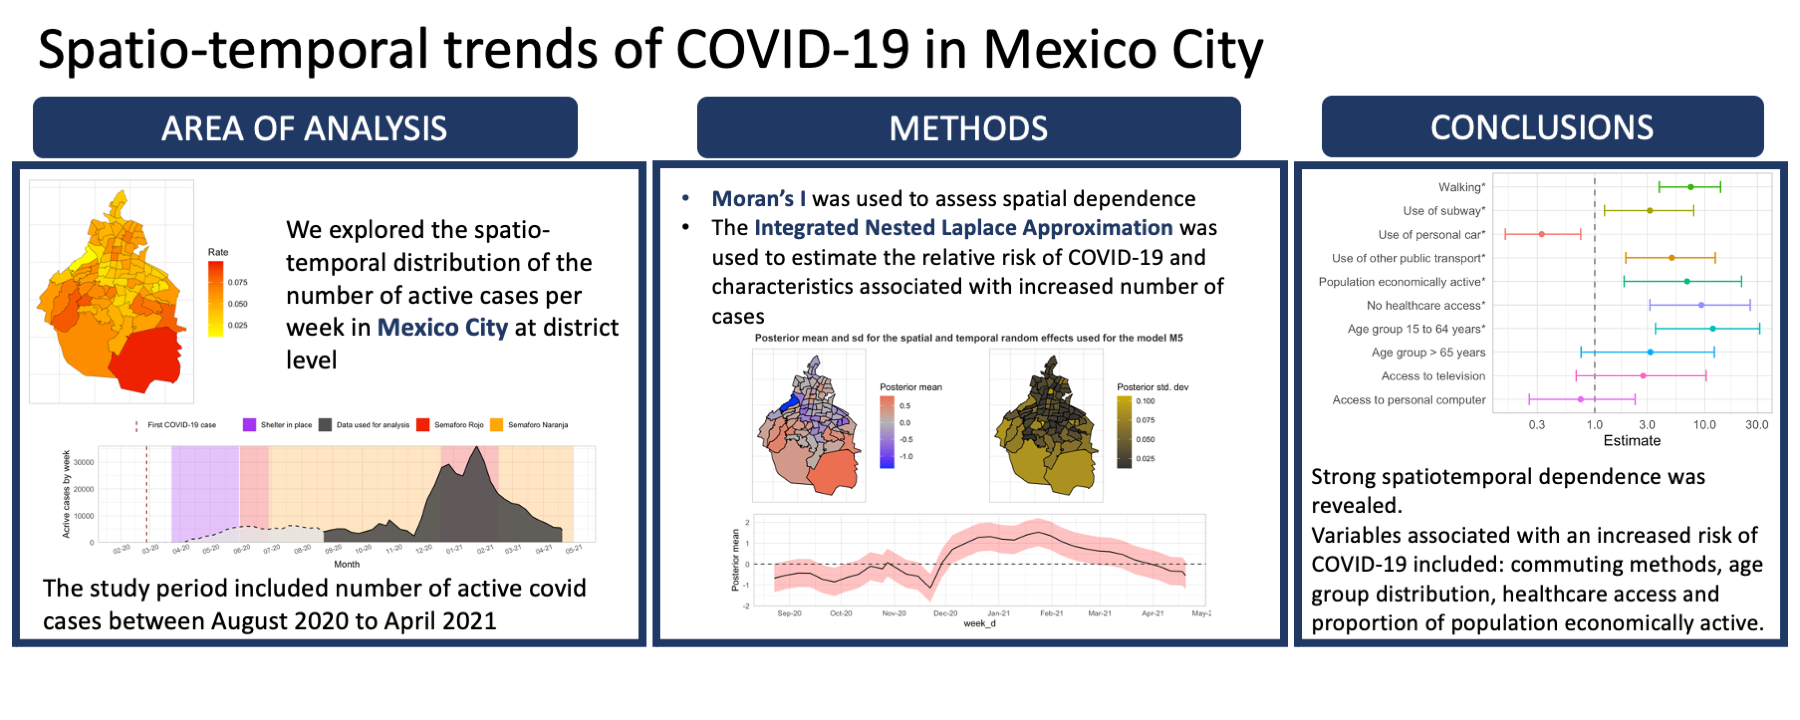 Spatio-temporal trends of COVID-19 in Mexico City
AREA OF ANALYSIS
Rate
0.075
0.050
0.025
We explored the spatio-
temporal distribution of the
number of active cases per
week in Mexico City at district
level
First COVID-19 case
Shelter in place
Data used for analysis
Semaforo Rojo
Semaforo Naranja
Acrive cases by week
30000
20000
10000
0
02-20 03-20 04-20 05-20 06-20 07-20 08-20 09-20 10-20 11-20 12-20 01-21 02-21 03-21 04-21 05-21
Month
The study period included number of active covid
cases between August 2020 to April 2021
METHODS
• Moran's I was used to assess spatial dependence
• The Integrated Nested Laplace Approximation was
used to estimate the relative risk of COVID-19 and
characteristics associated with increased number of
cases
Posterior mean and sd for the spatial and temporal random effects used for the model M5
Posterior mean
0.5
0.0
-0.5
-1.0
Posterior std. dev
0.100
0.075
0.050
0.025
Posterior mean
2
1
0
-1
-2
Sep-20 Oct-20 Nov-20 Dec-20 Jan-21 Feb-21 Mar-21 Apr-21 May-2
week_d
CONCLUSIONS
Walking*
Use of subway*
Use of personal car*
Use of other public transport*
Population economically active*
No healthcare access*
Age group 15 to 64 years*
Age group > 65 years
Access to television
Access to personal computer
0.3 1.0 3.0 10.0 30.0
Estimate
Strong spatiotemporal dependence was
revealed.
Variables associated with an increased risk of
COVID-19 included: commuting methods, age
group distribution, healthcare access and
proportion of population economically active.